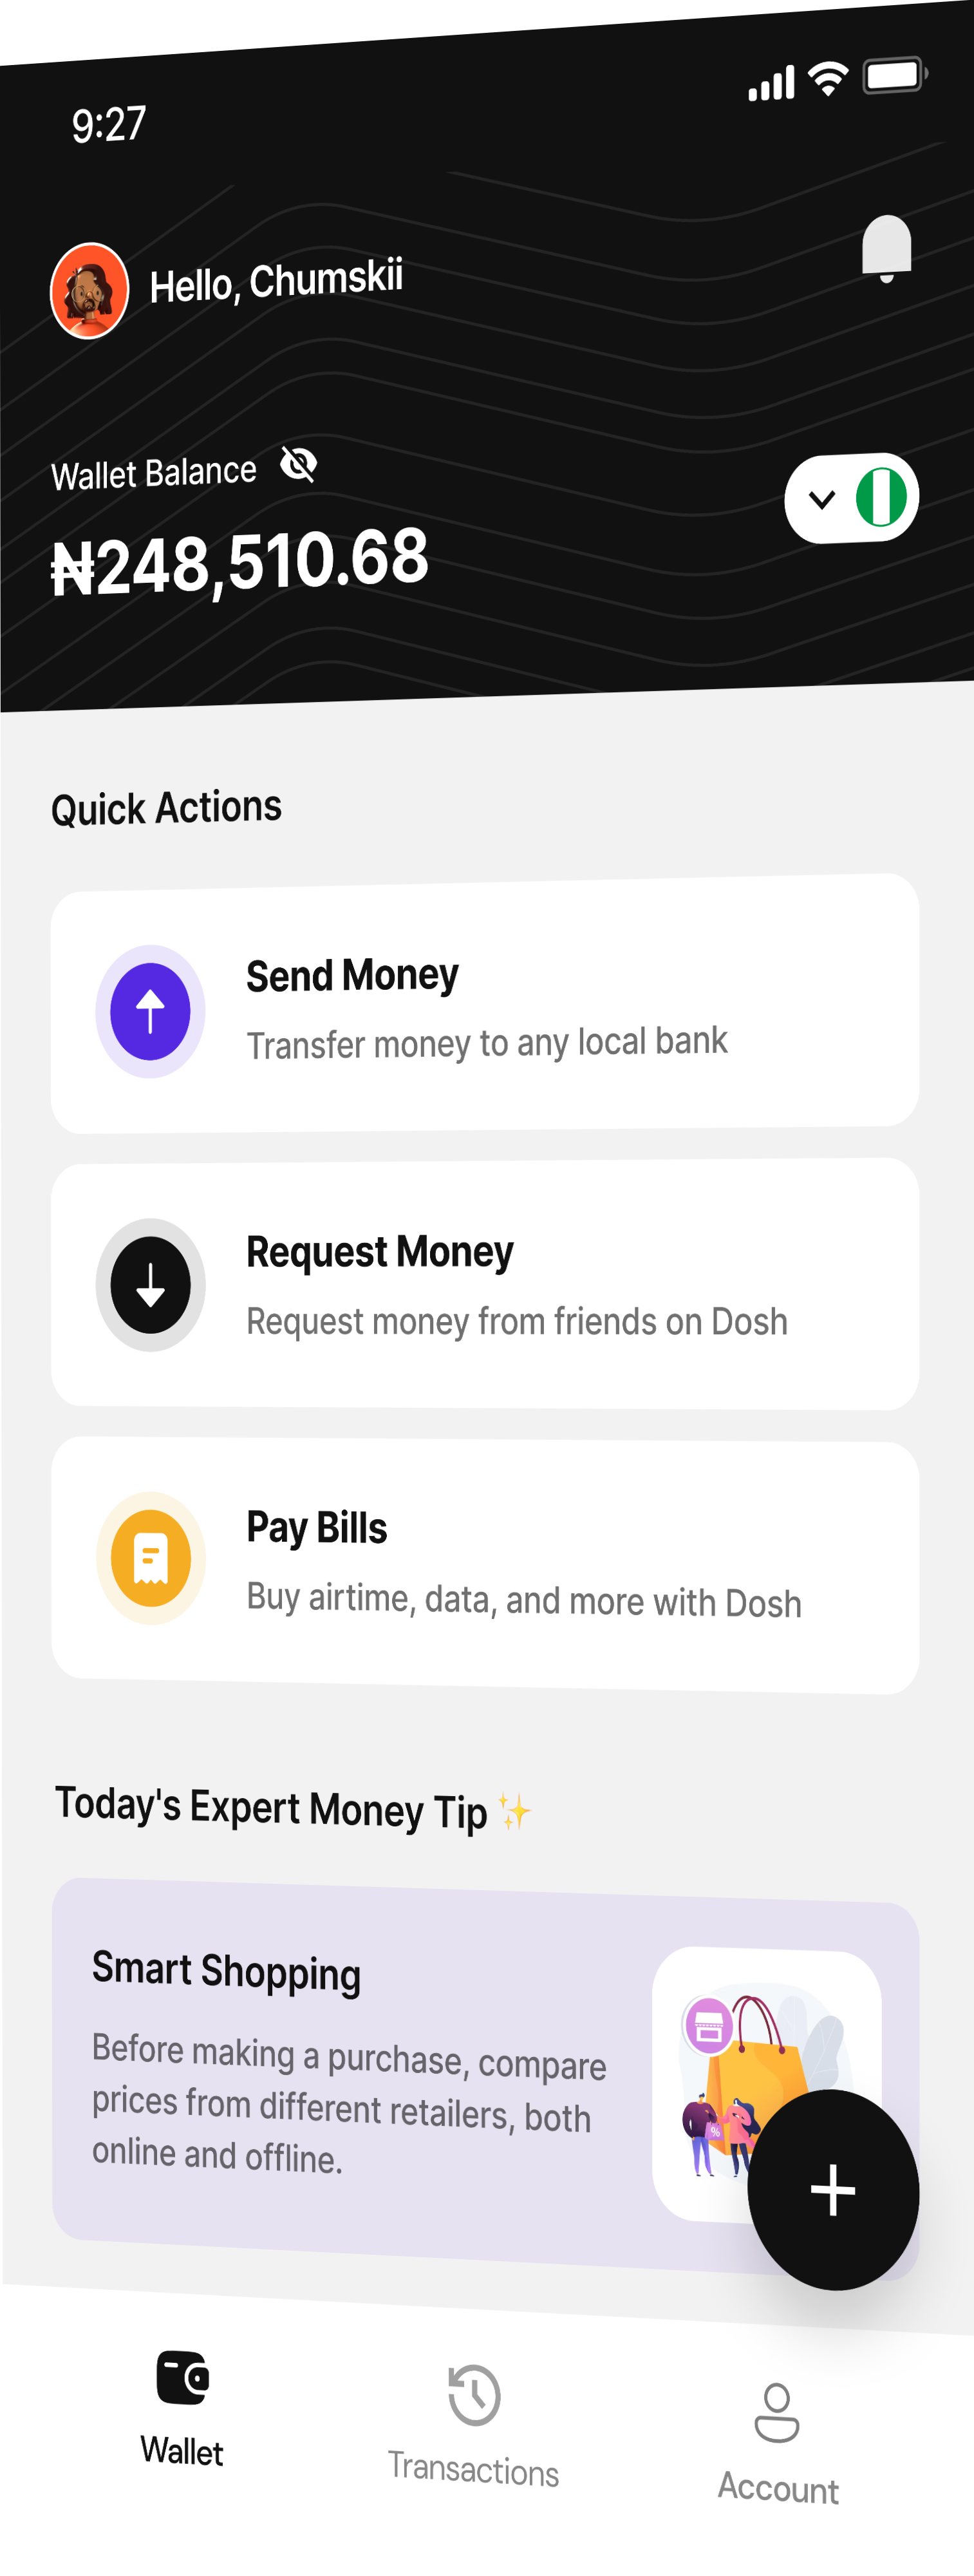 9:27
Hello, Chumskii
Wallet Balance
₦248,510.68
Quick Actions
Send Money
Transfer money to any local bank
Request Money
Request money from friends on Dosh
Pay Bills
Buy airtime, data, and more with Dosh
Today's Expert Money Tip ✨
Smart Shopping
Before making a purchase, compare
prices from different retailers, both
online and offline.
%
Wallet
Transactions
Account